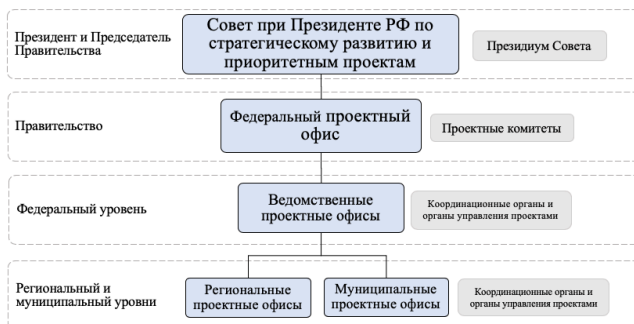 Президент и Председатель
Правительства
Совет при Президенте РФ по
стратегическому развитию и
приоритетным проектам
Президиум Совета
Правительство
Федеральный проектный
офис
Проектные комитеты
Федеральный уровень
Ведомственные
проектные офисы
Координационные органы и
органы управления проектами
Региональный и
муниципальный уровни
Региональные
проектные офисы
Муниципальные
проектные офисы
Координационные органы и
органы управления проектами